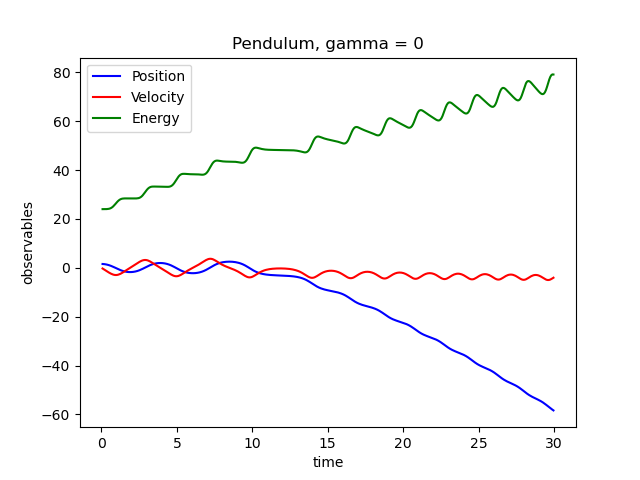 Pendulum, gamma = 0
Position
Velocity
Energy
80
60
40
20
0
−20
−40
−60
observables
0 5 10 15 20 25 30
time